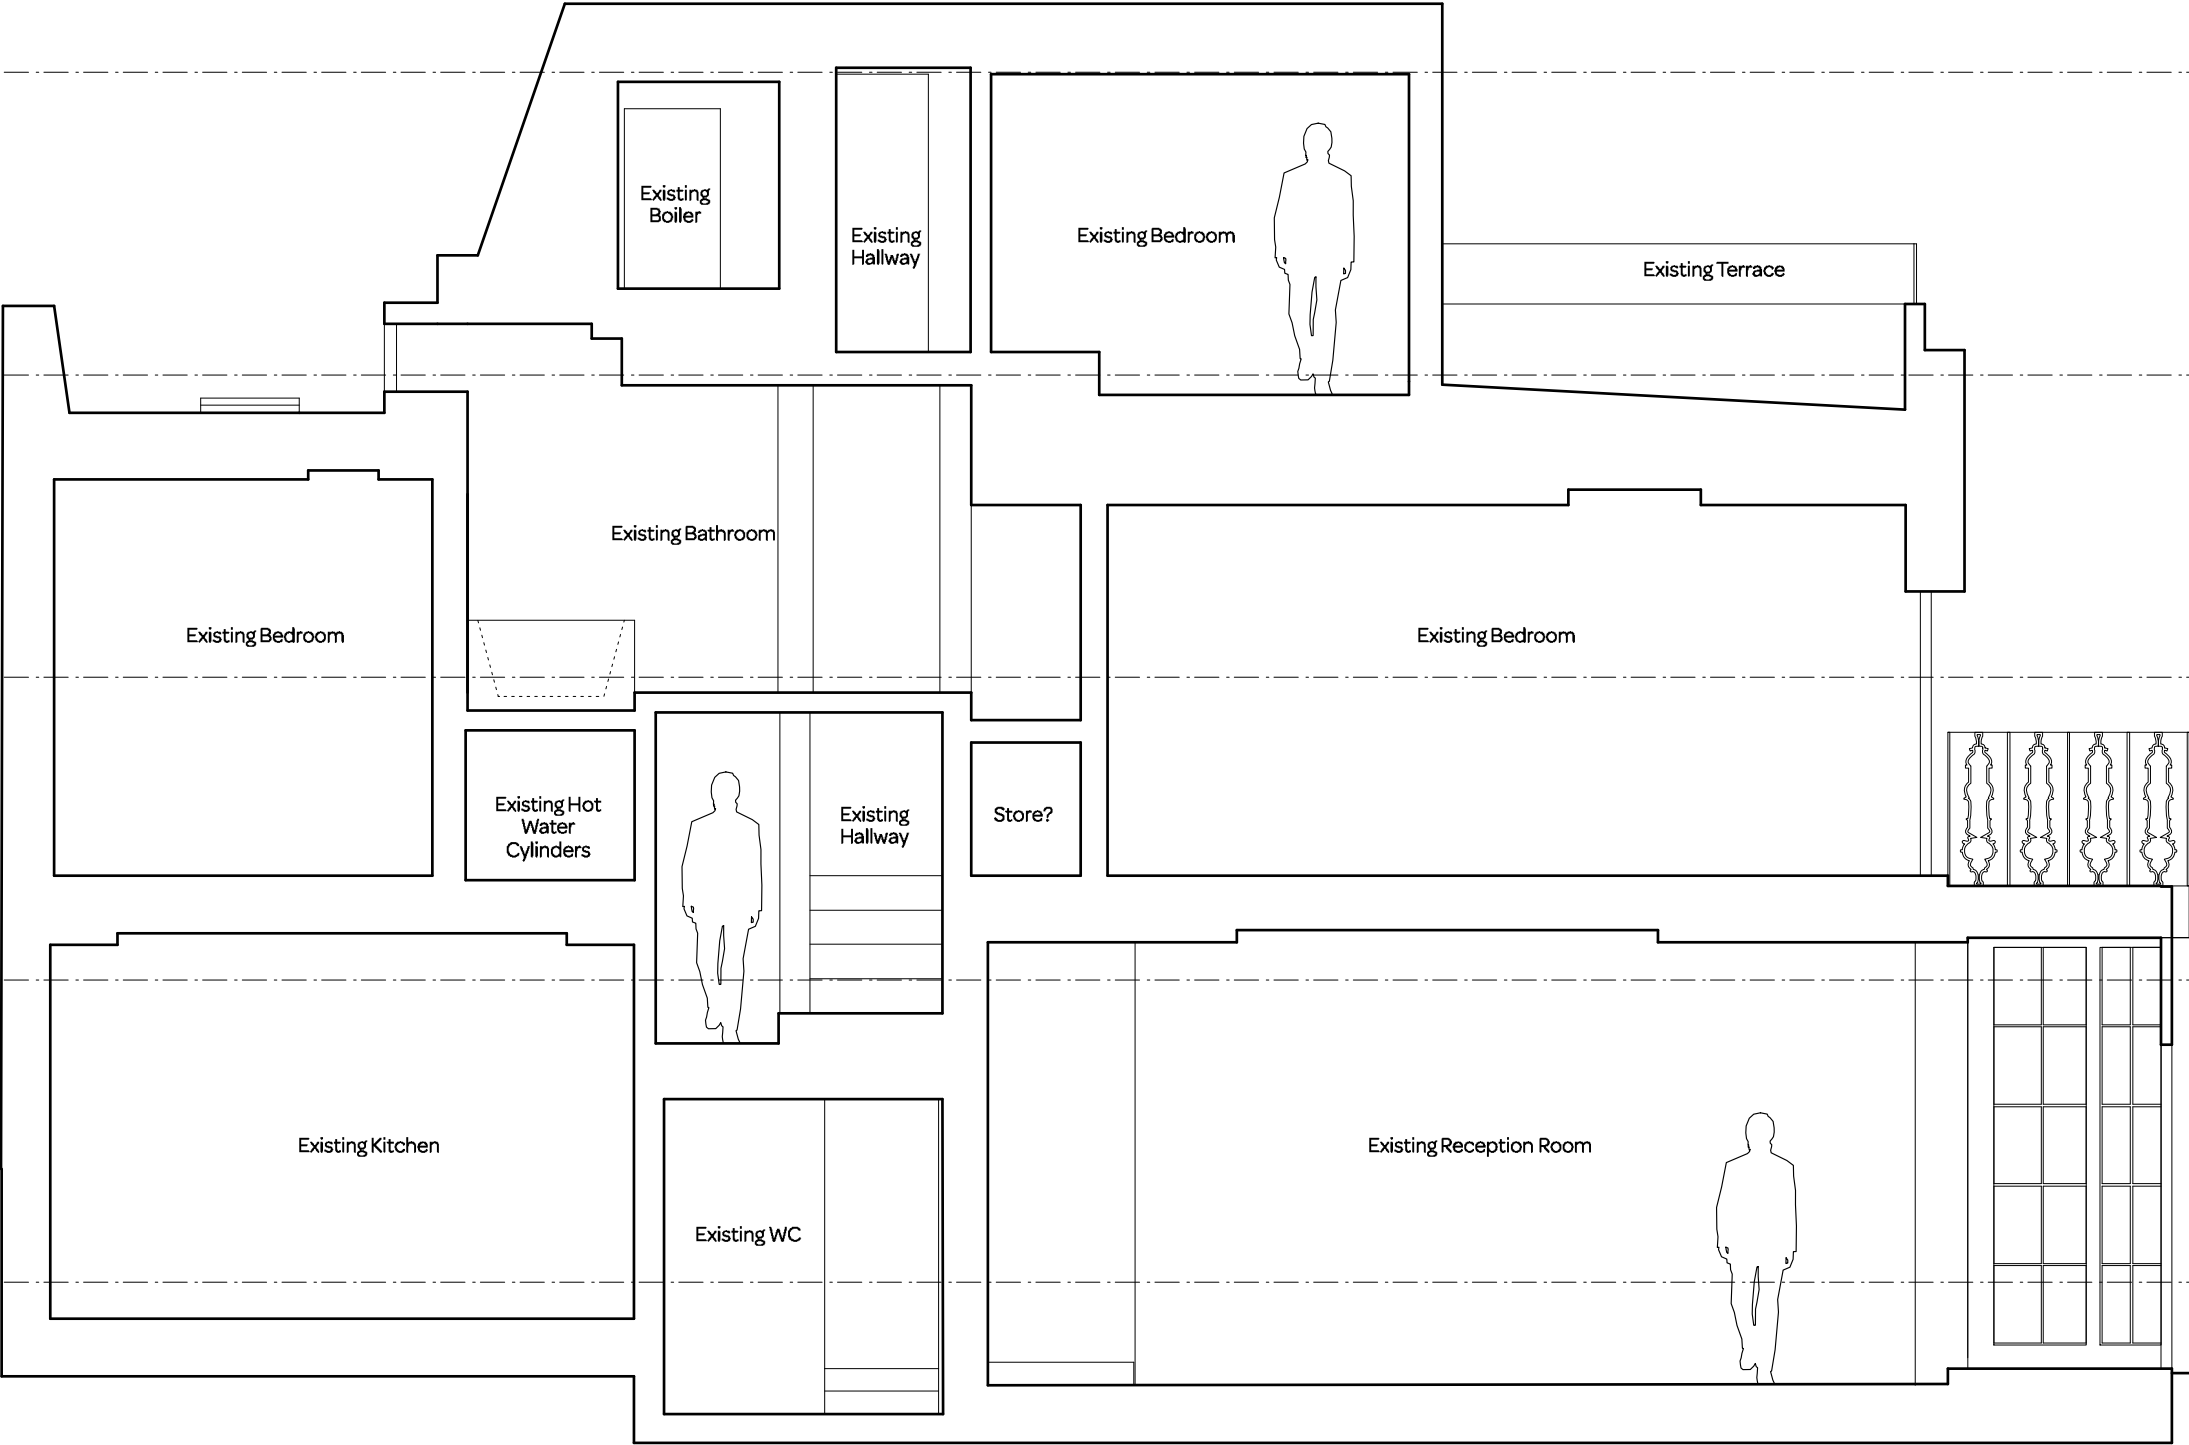 Existing
Boiler
Existing
Hallway
Existing Bedroom
Existing Terrace
Existing Bathroom
Existing Bedroom
Existing Bedroom
Existing Hot
Water
Cylinders
Existing
Hallway
Store?
Existing Kitchen
Existing Reception Room
Existing WC